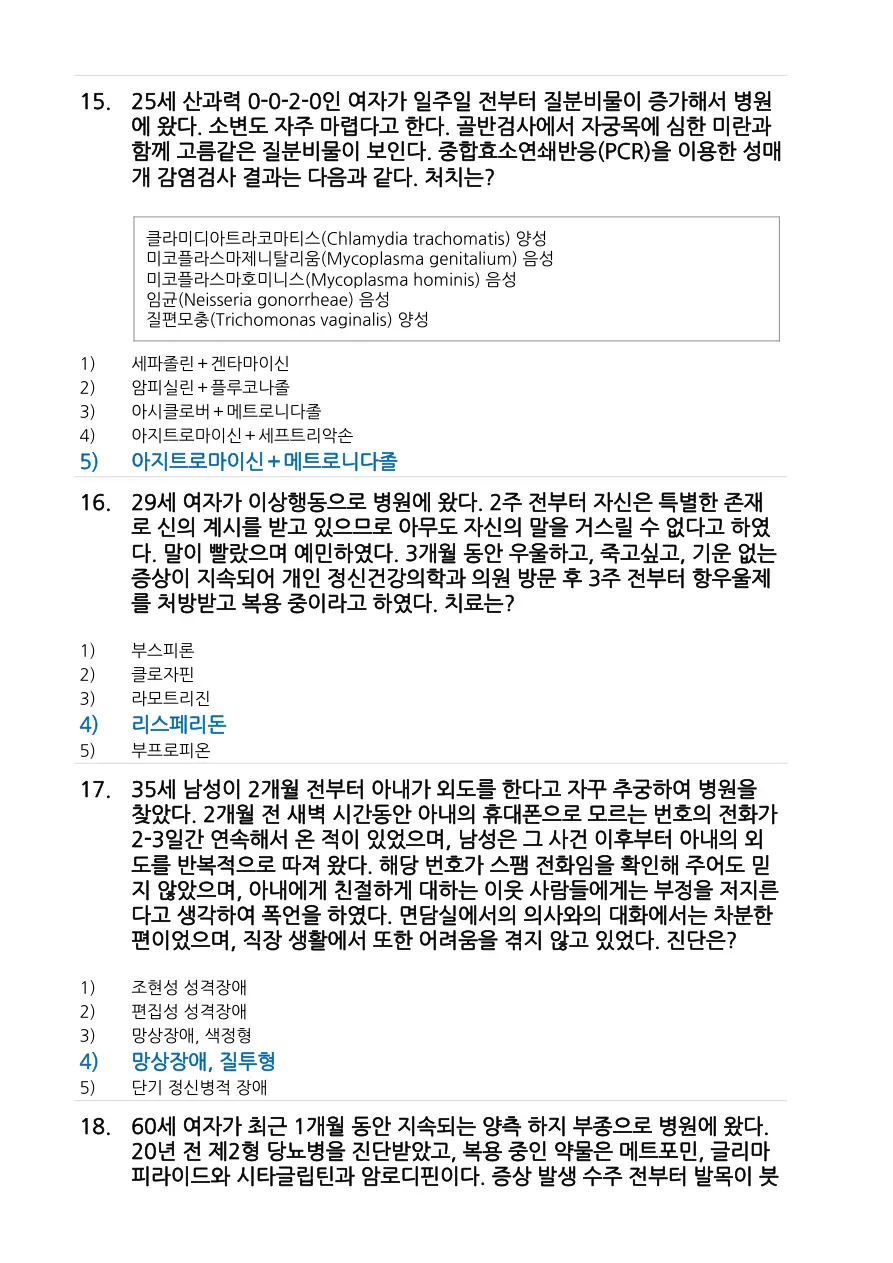 15. 25세 산과력 0-0-2-0인 여자가 일주일 전부터 질분비물이 증가해서 병원
에 왔다. 소변도 자주 마렵다고 한다. 골반검사에서 자궁목에 심한 미란과
함께 고름같은 질분비물이 보인다. 중합효소연쇄반응(PCR)을 이용한 성매
개 감염검사 결과는 다음과 같다. 처치는?
클라미디아트라코마티스(Chlamydia trachomatis) 양성
미코플라스마제니탈리움(Mycoplasma genitalium) 음성
미코플라스마호미니스(Mycoplasma hominis) 음성
임균(Neisseria gonorrheae) 음성
질편모충(Trichomonas vaginalis) 양성
1) 세파졸린+겐타마이신
2) 암피실린+플루코나졸
3) 아시클로버+메트로니다졸
4) 아지트로마이신+세프트리악손
5) 아지트로마이신+메트로니다졸
16. 29세 여자가 이상행동으로 병원에 왔다. 2주 전부터 자신은 특별한 존재
로 신의 계시를 받고 있으므로 아무도 자신의 말을 거스릴 수 없다고 하였
다. 말이 빨랐으며 예민하였다. 3개월 동안 우울하고, 죽고싶고, 기운 없는
증상이 지속되어 개인 정신건강의학과 의원 방문 후 3주 전부터 항우울제
를 처방받고 복용 중이라고 하였다. 치료는?
1) 부스피론
2) 클로자핀
3) 라모트리진
4) 리스페리돈
5) 부프로피온
17. 35세 남성이 2개월 전부터 아내가 외도를 한다고 자꾸 추궁하여 병원을
찾았다. 2개월 전 새벽 시간동안 아내의 휴대폰으로 모르는 번호의 전화가
2-3일간 연속해서 온 적이 있었으며, 남성은 그 사건 이후부터 아내의 외
도를 반복적으로 따져 왔다. 해당 번호가 스팸 전화임을 확인해 주어도 믿
지 않았으며, 아내에게 친절하게 대하는 이웃 사람들에게는 부정을 저지른
다고 생각하여 폭언을 하였다. 면담실에서의 의사와의 대화에서는 차분한
편이었으며, 직장 생활에서 또한 어려움을 겪지 않고 있었다. 진단은?
1) 조현성 성격장애
2) 편집성 성격장애
3) 망상장애, 색정형
4) 망상장애, 질투형
5) 단기 정신병적 장애
18. 60세 여자가 최근 1개월 동안 지속되는 양측 하지 부종으로 병원에 왔다.
20년 전 제2형 당뇨병을 진단받았고, 복용 중인 약물은 메트포민, 글리마
피라이드와 시타글립틴과 암로디핀이다. 증상 발생 수주 전부터 발목이 붓